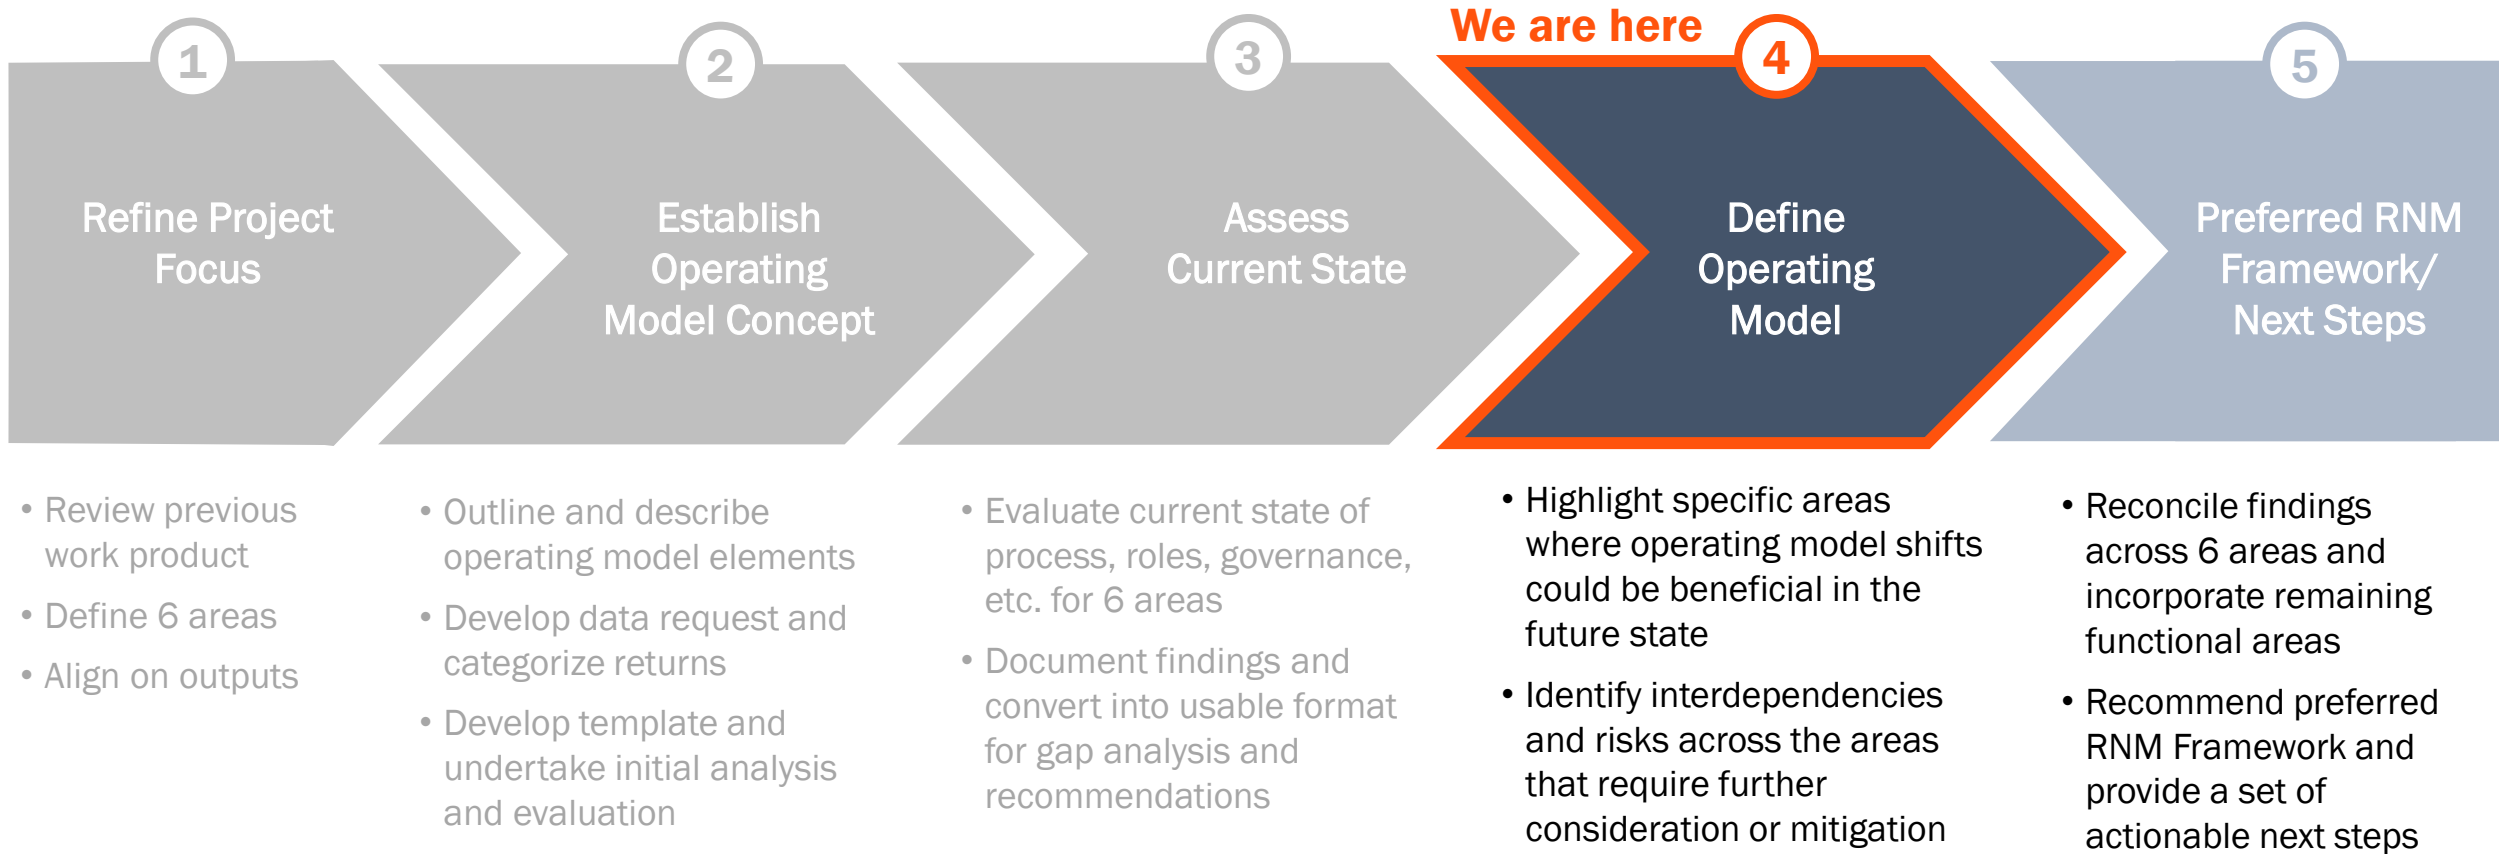 We are here
1
2
3
4
5
Refine Project
Focus
Establish
Operating
Model Concept
Assess
Current State
Define
Operating
Model
Preferred RNM
Framework/
Next Steps
• Review previous
work product
• Define 6 areas
• Align on outputs
• Outline and describe
operating model elements
• Develop data request and
categorize returns
• Develop template and
undertake initial analysis
and evaluation
• Evaluate current state of
process, roles, governance,
etc. for 6 areas
• Document findings and
convert into usable format
for gap analysis and
recommendations
• Highlight specific areas
where operating model shifts
could be beneficial in the
future state
• Identify interdependencies
and risks across the areas
that require further
consideration or mitigation
• Reconcile findings
across 6 areas and
incorporate remaining
functional areas
• Recommend preferred
RNM Framework and
provide a set of
actionable next steps